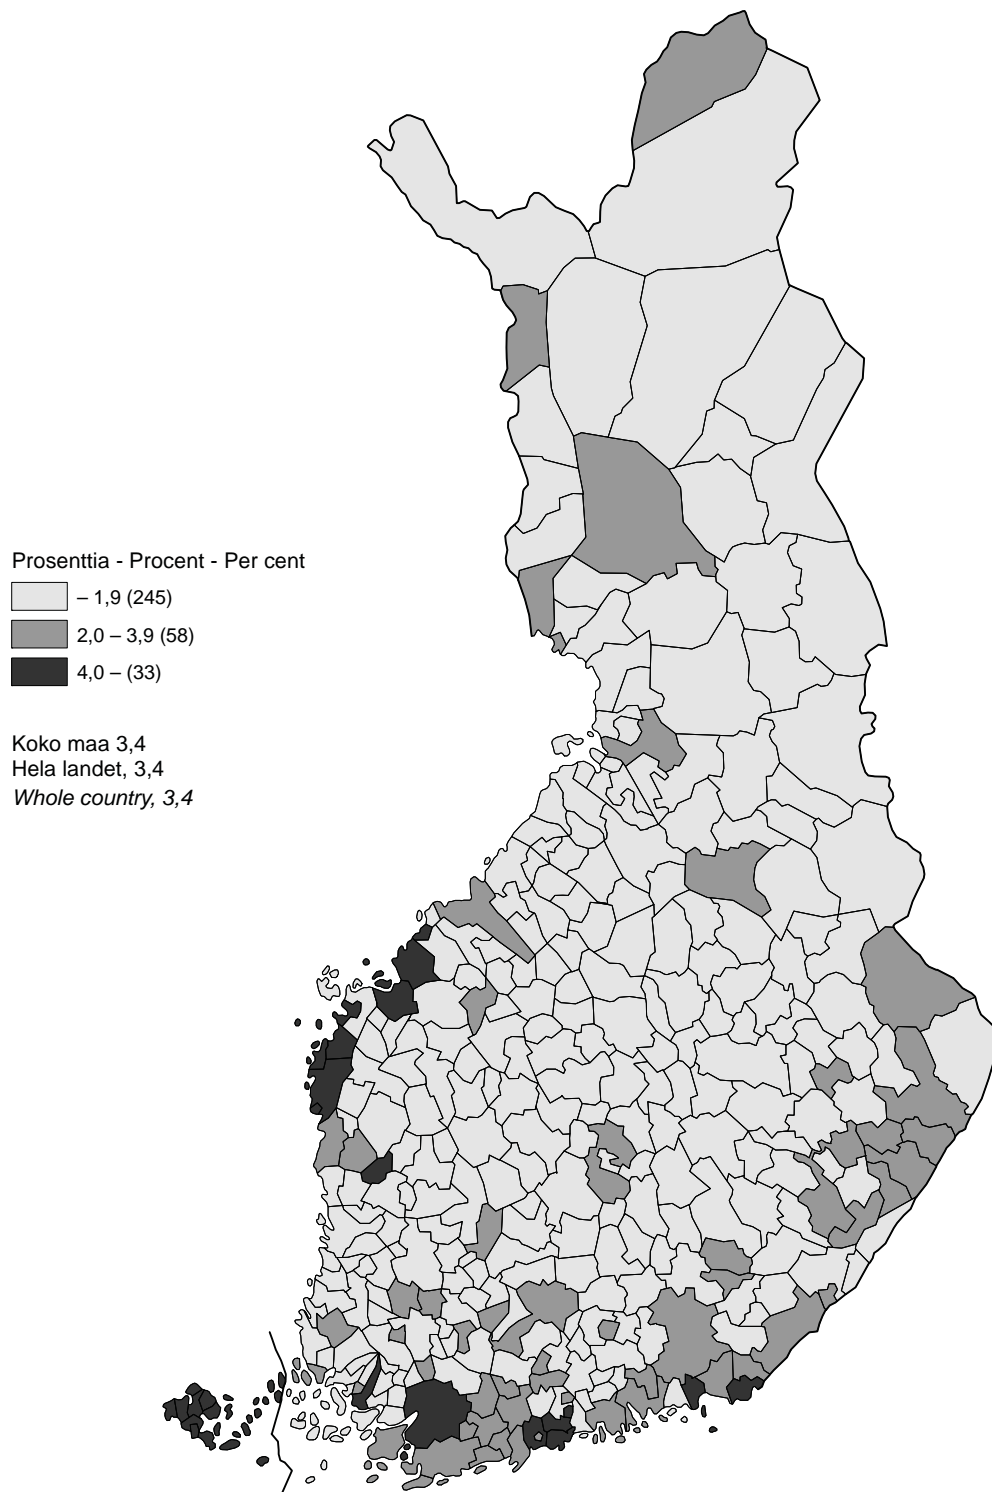 Prosenttia - Procent - Per cent
– 1,9 (245)
2,0 – 3,9 (58)
4,0 – (33)
Koko maa 3,4
Hela landet, 3,4
Whole country, 3,4